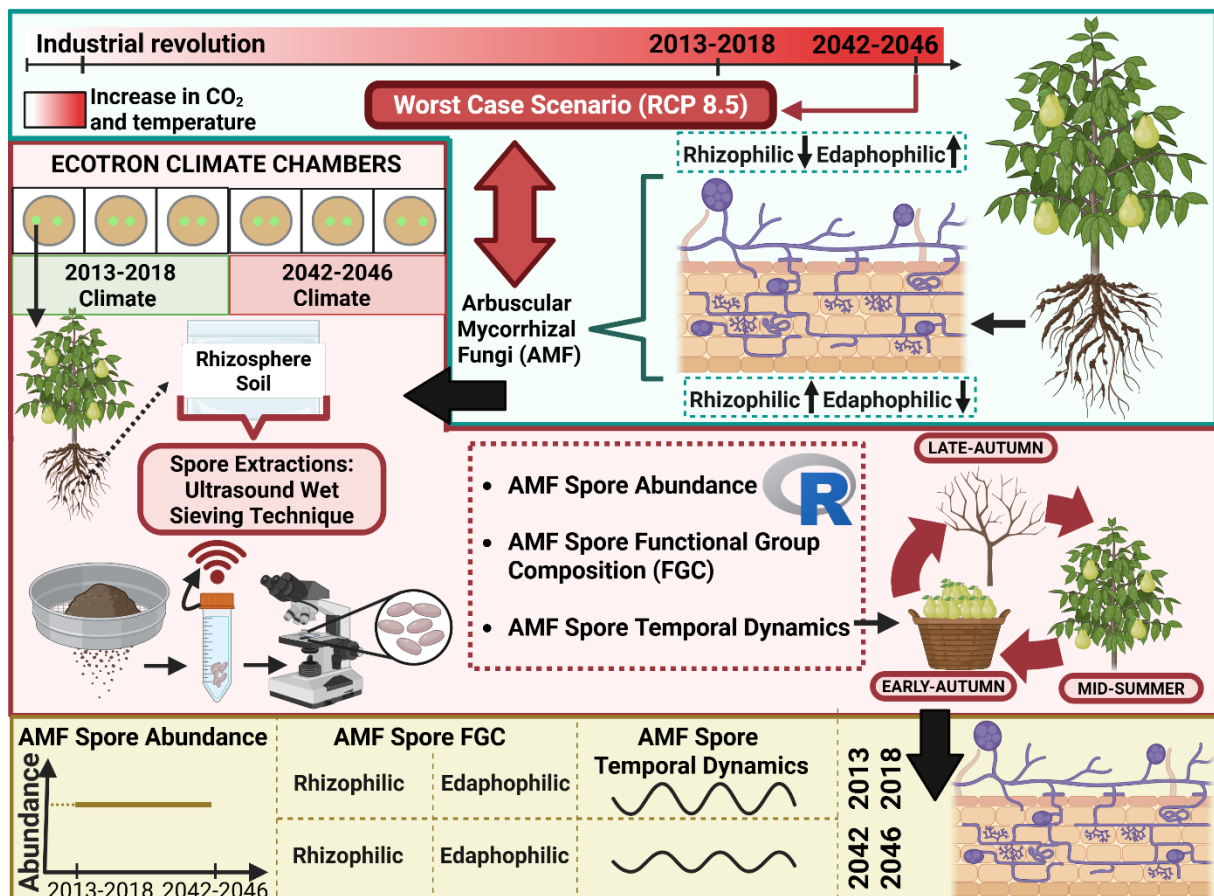 Industrial revolution
2013-2018
2042-2046
Increase in CO₂
and temperature
Worst Case Scenario (RCP 8.5)
Rhizophilic Edaphophilic
ECOTRON CLIMATE CHAMBERS
2013-2018
Climate
2042-2046
Climate
Arbuscular
Mycorrhizal
Fungi (AMF)
Rhizophilic Edaphophilic
Rhizosphere
Soil
Spore Extractions:
Ultrasound Wet
Sieving Technique
• AMF Spore Abundance
R
• AMF Spore Functional Group
Composition (FGC)
• AMF Spore Temporal Dynamics
LATE-AUTUMN
EARLY-AUTUMN
MID-SUMMER
AMF Spore Abundance
Abundance
2013-2018 2042-2046
AMF Spore FGC
Rhizophilic
Edaphophilic
Rhizophilic
Edaphophilic
AMF Spore
Temporal Dynamics
2013
2018
2042
2046